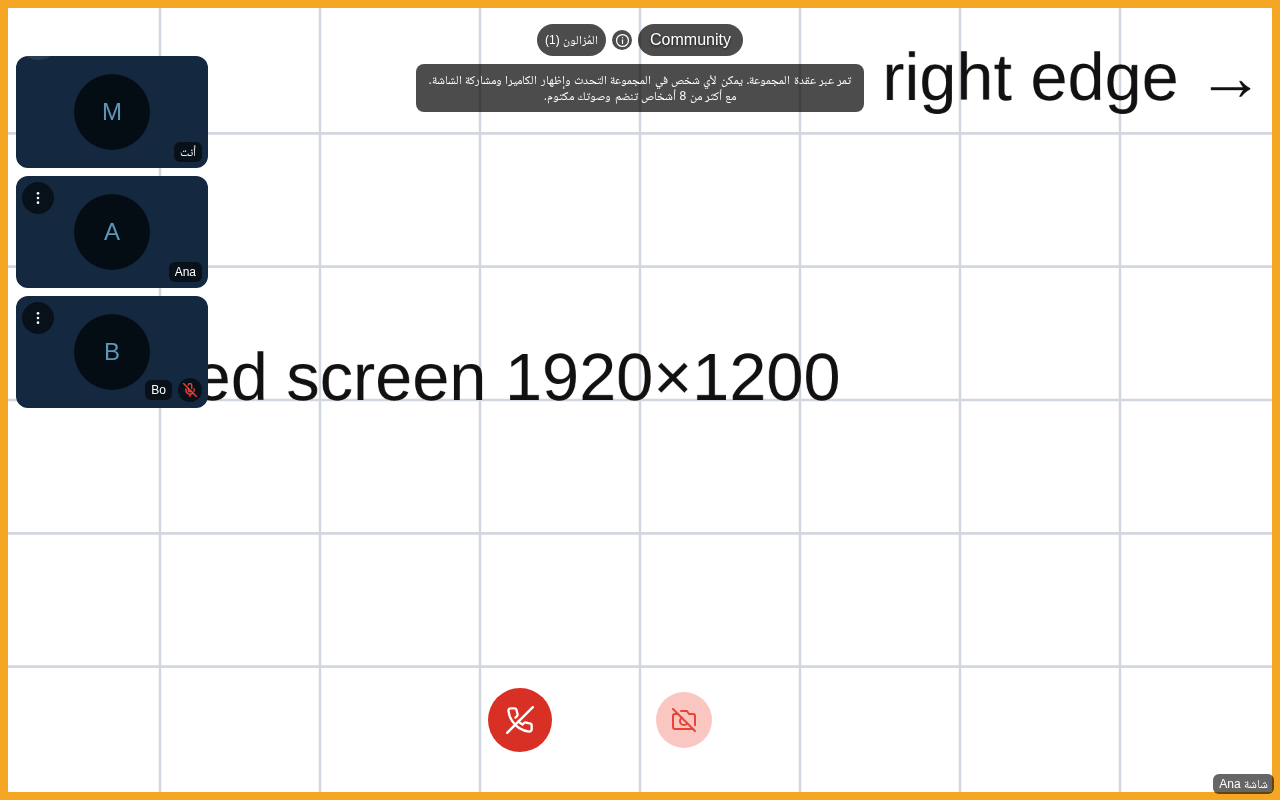 Community
المُزالون (1)
تمر عبر عقدة المجموعة. يمكن لأي شخص في المجموعة التحدث وإظهار الكاميرا ومشاركة الشاشة.
مع أكثر من 8 أشخاص تنضم وصوتك مكتوم.
right edge →
M
أنت
A
Ana
B
Bo
ed screen 1920×1200
شاشة Ana